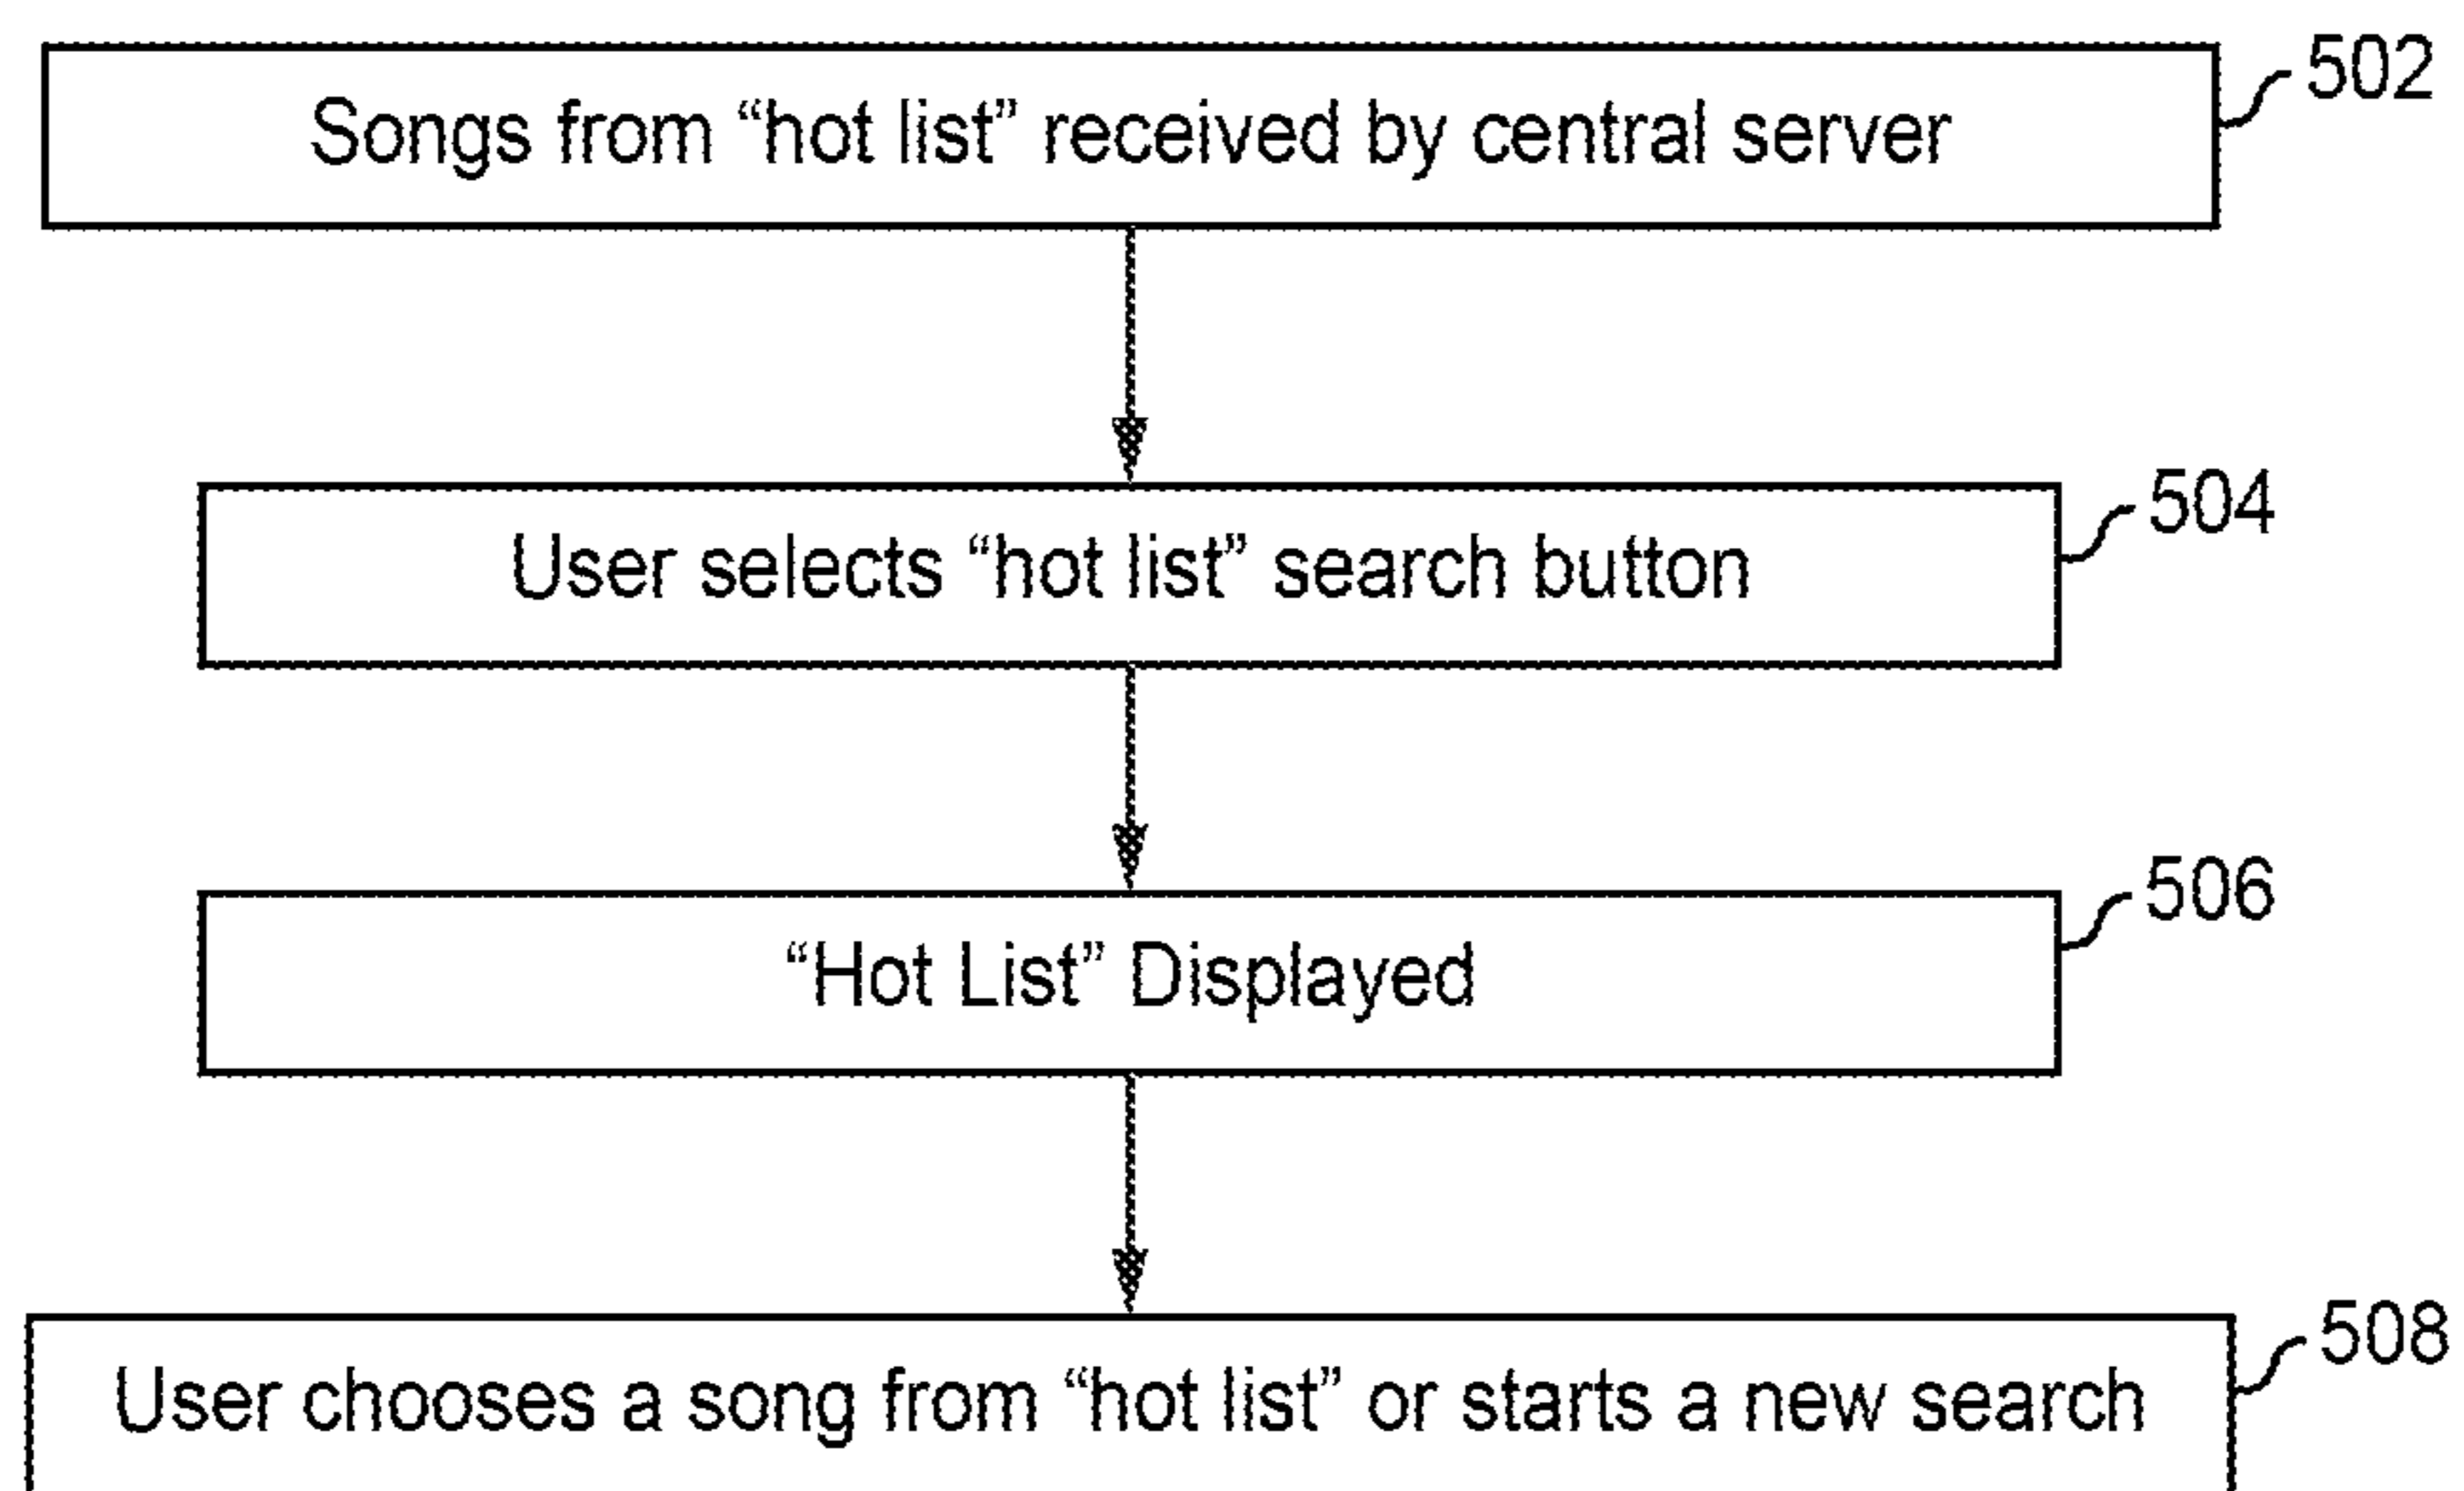 Songs from “hot list” received by central server
502
User selects “hot list” search button
504
“Hot List” Displayed
506
User chooses a song from “hot list” or starts a new search
508